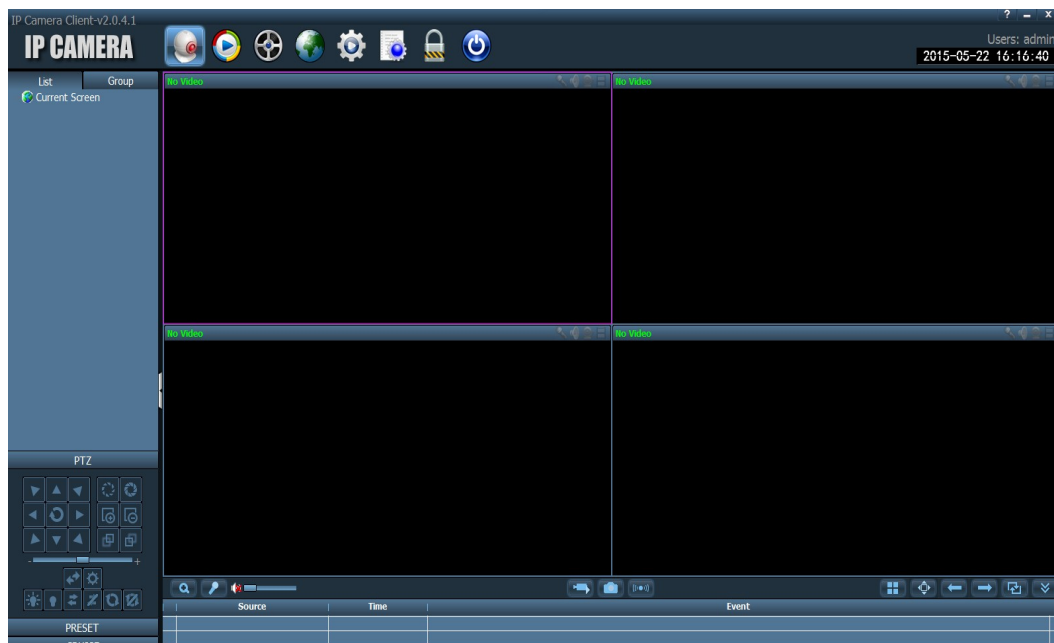 IP Camera Client-v2.0.4.1
? – x
IP CAMERA
Users: admin
2015-05-22 16:16:40
List Group
Current Screen
No Video
No Video
No Video
No Video
PTZ
- +
PRESET
Source Time Event